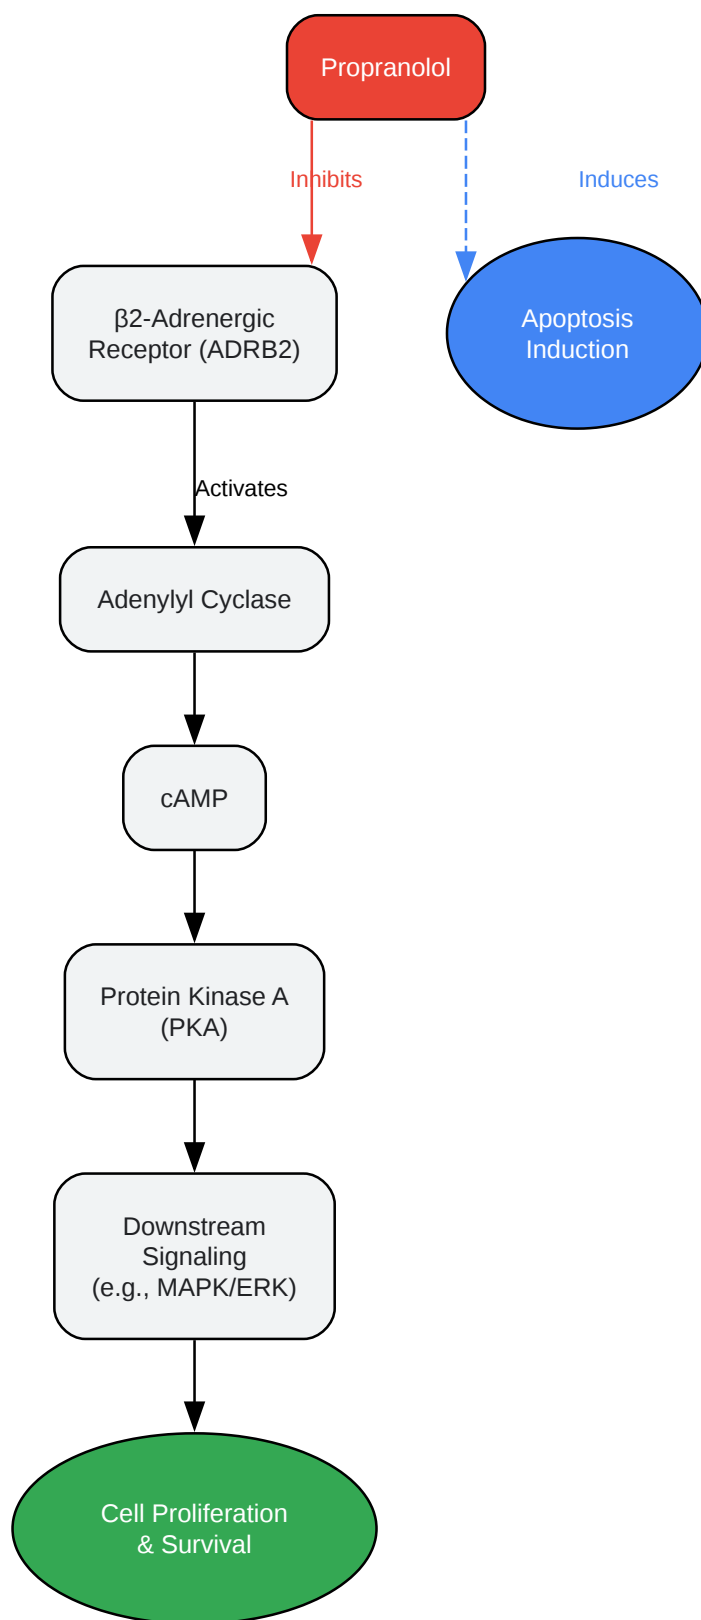 Propranolol
Inhibits
Induces
β2-Adrenergic
Receptor (ADRB2)
Apoptosis
Induction
Activates
Adenylyl Cyclase
cAMP
Protein Kinase A
(PKA)
Downstream
Signaling
(e.g., MAPK/ERK)
Cell Proliferation
& Survival